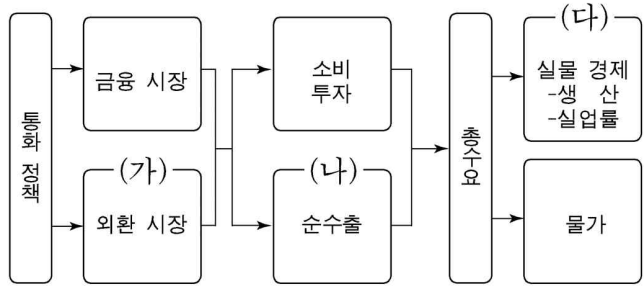 통화 정책
금융 시장
(가)
외환 시장
소비
투자
(나)
순수출
총수요
(다)
실물 경제
-생 산
-실업률
물가